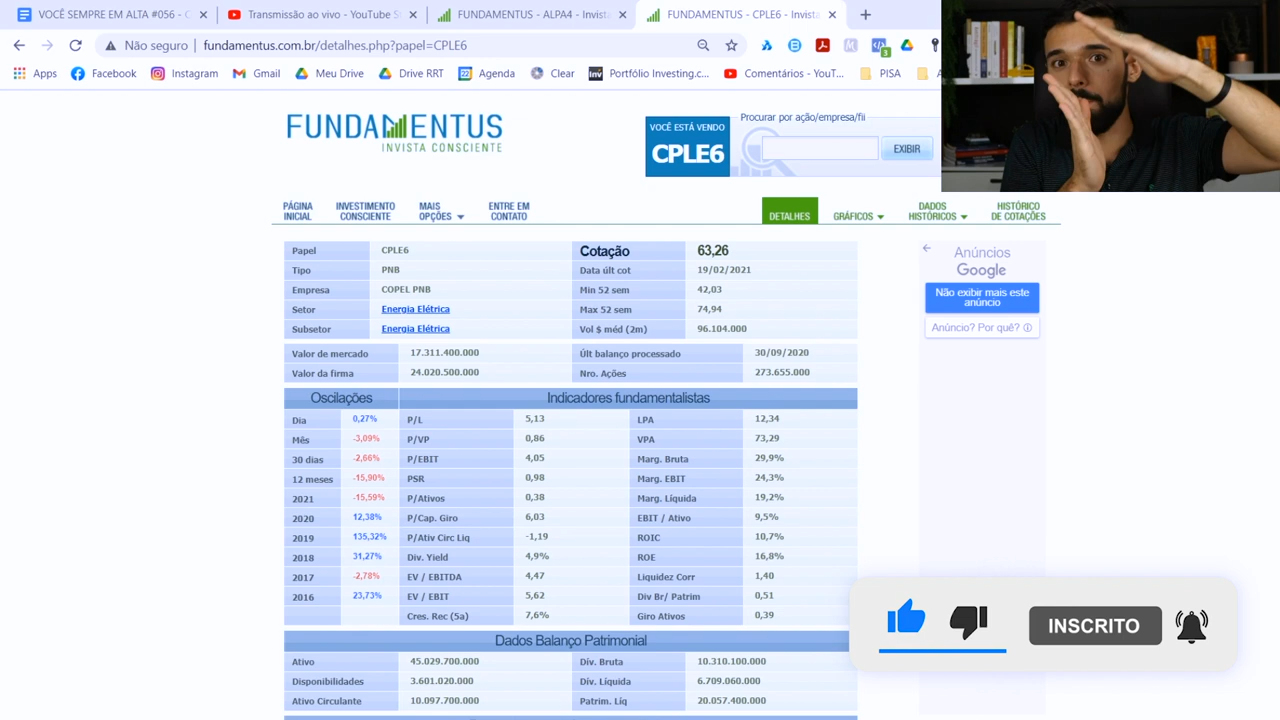 VOCÊ SEMPRE EM ALTA #056 - C
Transmissão ao vivo - YouTube S
FUNDAMENTUS - ALPA4 - Invista
FUNDAMENTUS - CPLE6 - Invista
Não seguro | fundamentus.com.br/detalhes.php?papel=CPLE6
3
Apps Facebook Instagram Gmail Meu Drive Drive RRT Agenda Clear Portfólio Investing.c... Comentários - YouT... PISA
FUNDAMENTUS
INVISTA CONSCIENTE
VOCÊ ESTÁ VENDO
CPLE6
Procurar por ação/empresa/fii
EXIBIR
PÁGINA INICIAL
INVESTIMENTO CONSCIENTE
MAIS OPÇÕES
ENTRE EM CONTATO
DETALHES
GRÁFICOS
DADOS HISTÓRICOS
HISTÓRICO DE COTAÇÕES
Papel CPLE6 Cotação 63,26
Tipo PNB Data últ cot 19/02/2021
Empresa COPEL PNB Min 52 sem 42,03
Setor Energia Elétrica Max 52 sem 74,94
Subsetor Energia Elétrica Vol $ méd (2m) 96.104.000
Valor de mercado 17.311.400.000 Últ balanço processado 30/09/2020
Valor da firma 24.020.500.000 Nro. Ações 273.655.000
Oscilações Indicadores fundamentalistas
Dia 0,27% P/L 5,13 LPA 12,34
Mês -3,09% P/VP 0,86 VPA 73,29
30 dias -2,66% P/EBIT 4,05 Marg. Bruta 29,9%
12 meses -15,90% PSR 0,98 Marg. EBIT 24,3%
2021 -15,59% P/Ativos 0,38 Marg. Líquida 19,2%
2020 12,38% P/Cap. Giro 6,03 EBIT / Ativo 9,5%
2019 135,32% P/Ativ Circ Liq -1,19 ROIC 10,7%
2018 31,27% Div. Yield 4,9% ROE 16,8%
2017 -2,78% EV / EBITDA 4,47 Liquidez Corr 1,40
2016 23,73% EV / EBIT 5,62 Div Br/ Patrim 0,51
Cres. Rec (5a) 7,6% Giro Ativos 0,39
Dados Balanço Patrimonial
Ativo 45.029.700.000 Dív. Bruta 10.310.100.000
Disponibilidades 3.601.020.000 Dív. Líquida 6.709.060.000
Ativo Circulante 10.097.700.000 Patrim. Líq 20.057.400.000
Anúncios
Google
Não exibir mais este
anúncio
Anúncio? Por quê?
INSCRITO